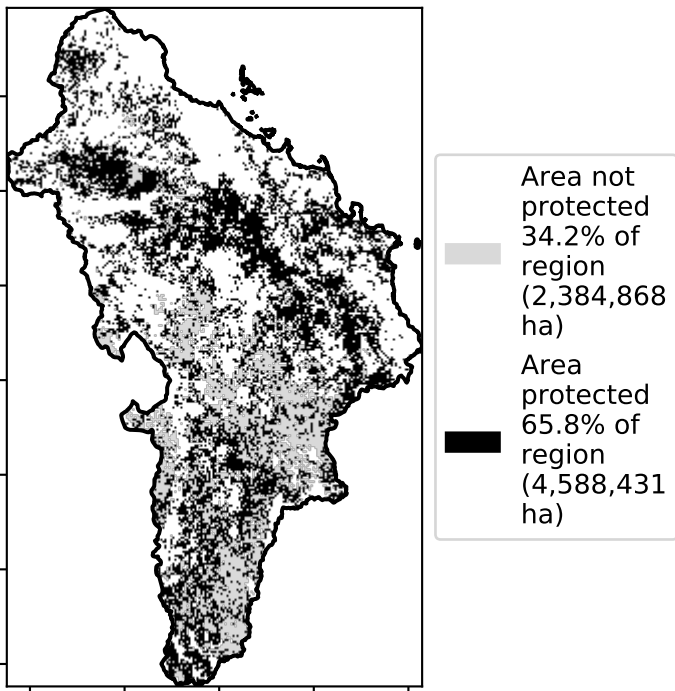 Area not
protected
34.2% of
region
(2,384,868
ha)
Area
protected
65.8% of
region
(4,588,431
ha)